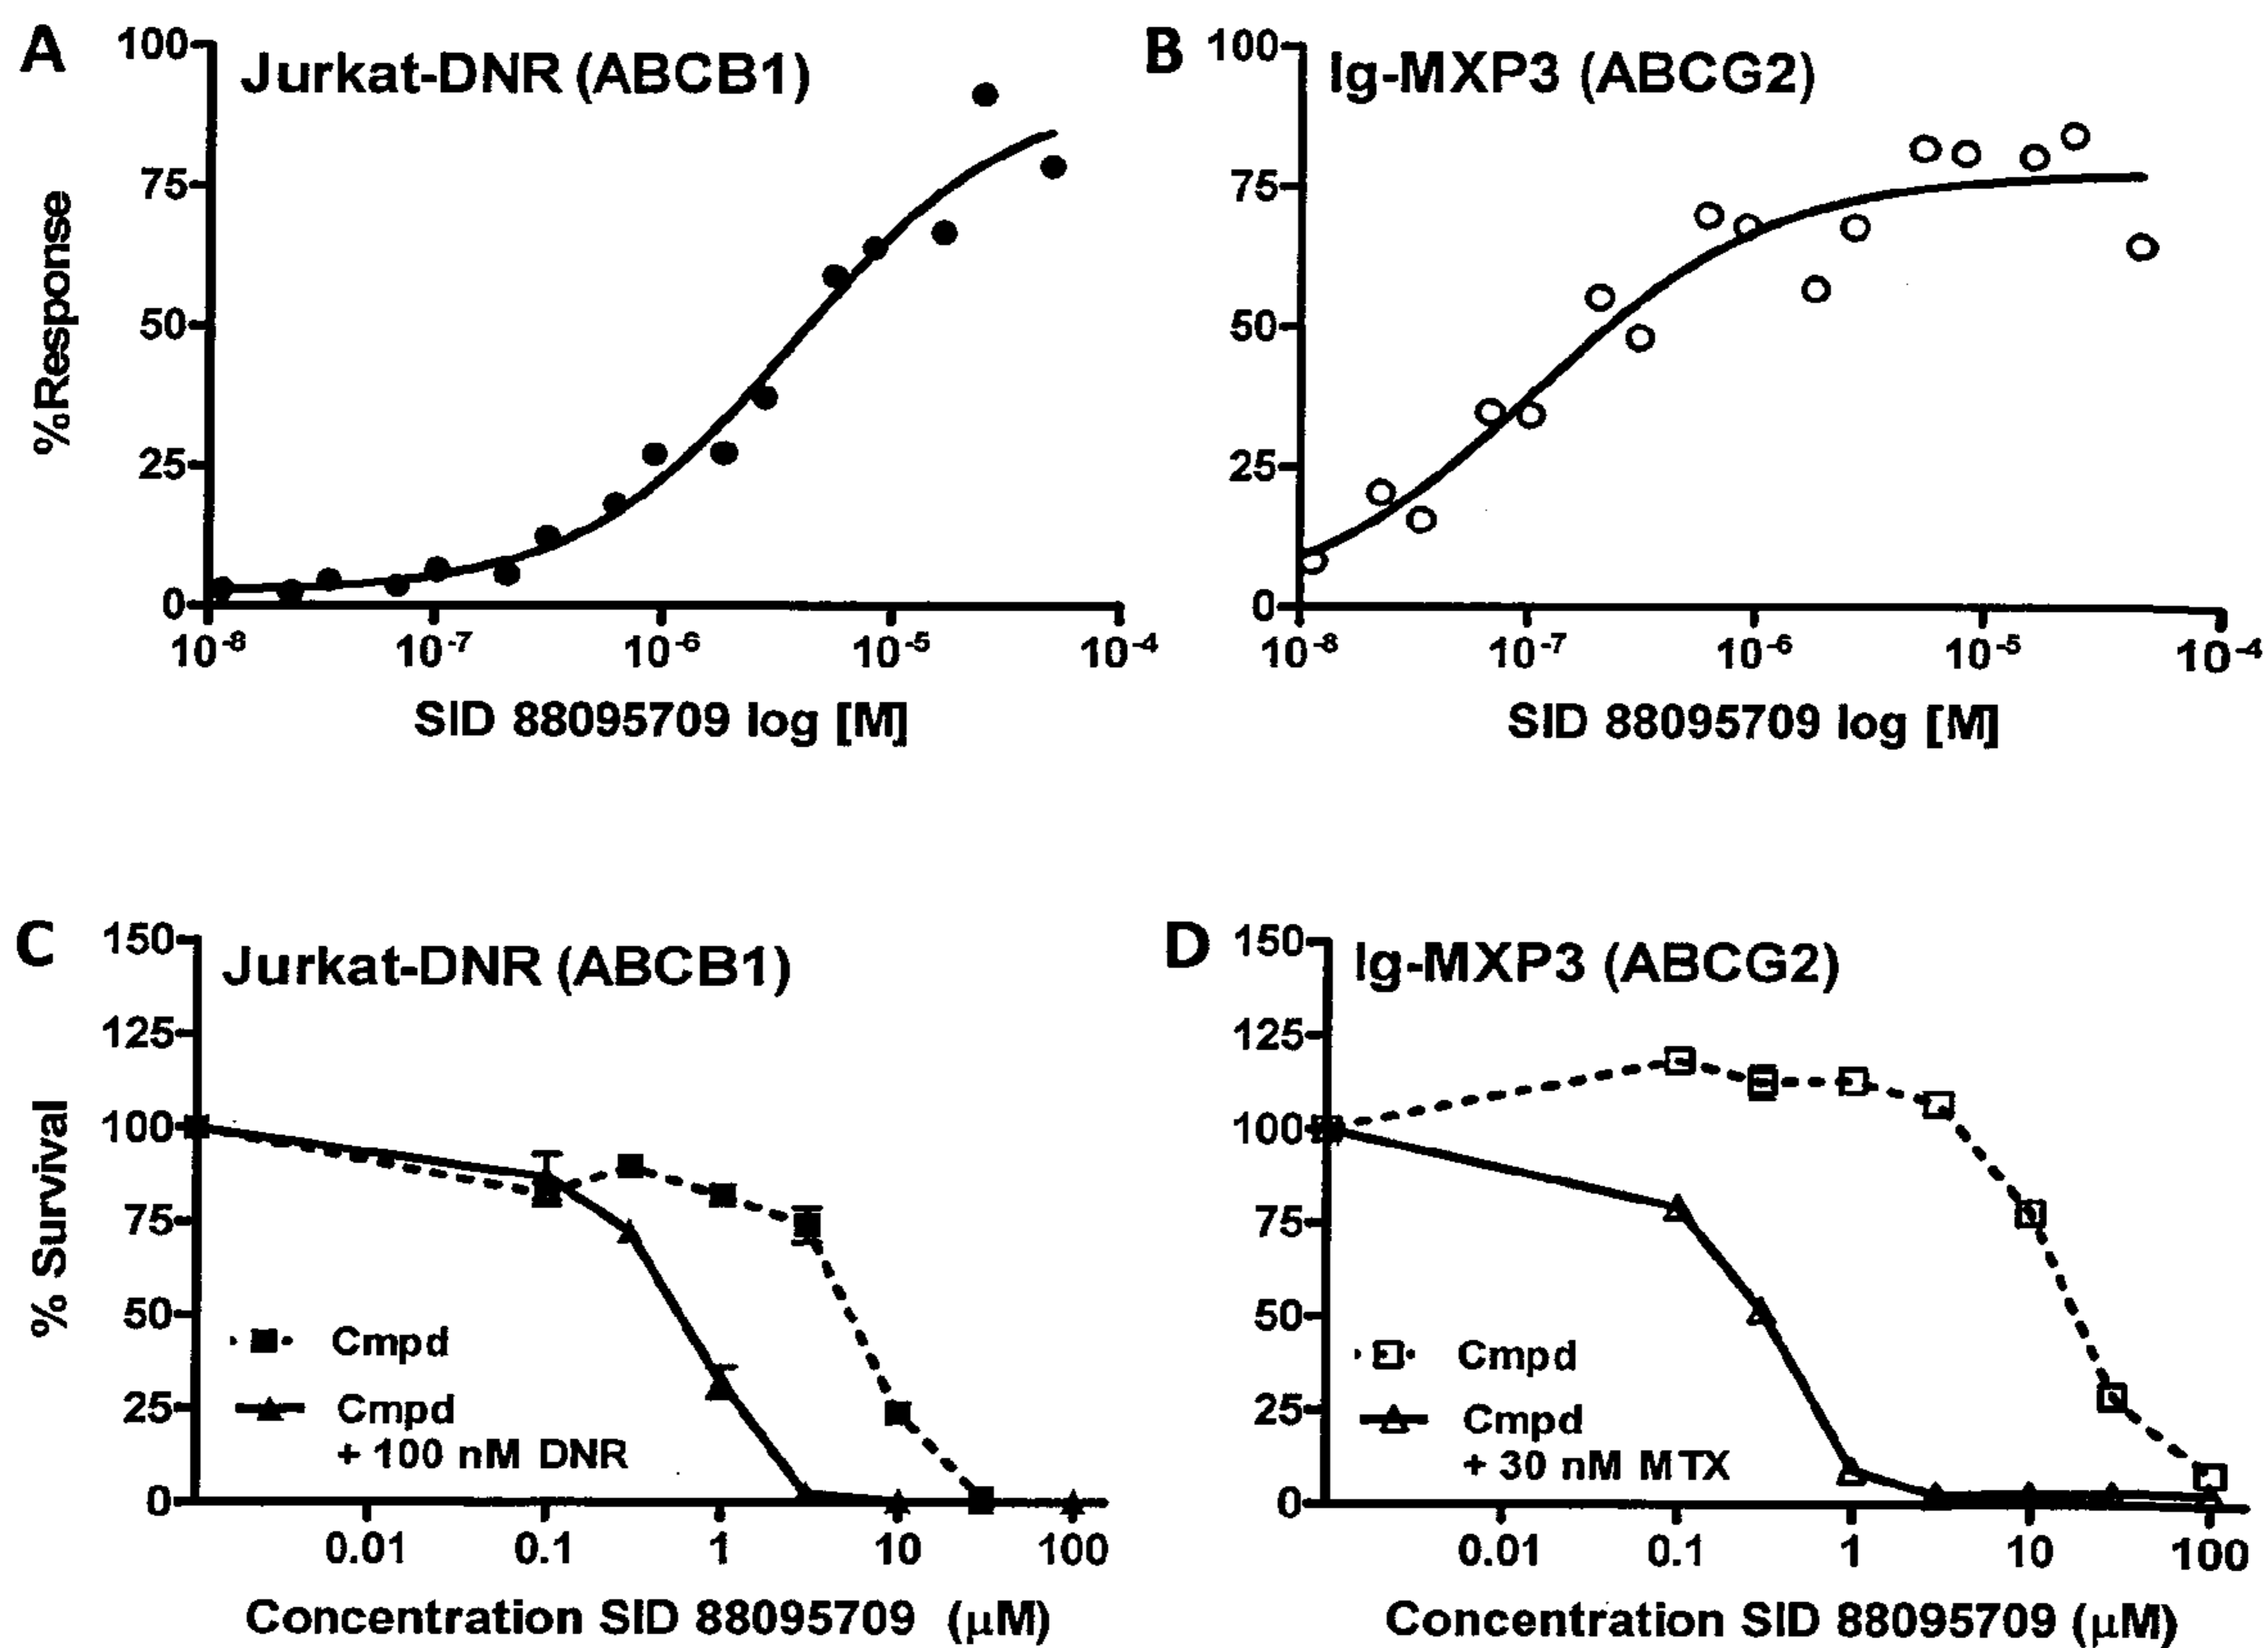 A
Jurkat-DNR (ABCB1)
100
75
50
25
0
%Response
10-8
10-7
10-6
10-5
10-4
SID 88095709 log [M]
B
Ig-MXP3 (ABCG2)
100
75
50
25
0
10-8
10-7
10-6
10-5
10-4
SID 88095709 log [M]
C
Jurkat-DNR (ABCB1)
150
125
100
75
50
25
0
% Survival
Cmpd
Cmpd
+ 100 nM DNR
0.01
0.1
1
10
100
Concentration SID 88095709 (μM)
D
Ig-MXP3 (ABCG2)
150
125
100
75
50
25
0
Cmpd
Cmpd
+ 30 nM MTX
0.01
0.1
1
10
100
Concentration SID 88095709 (μM)